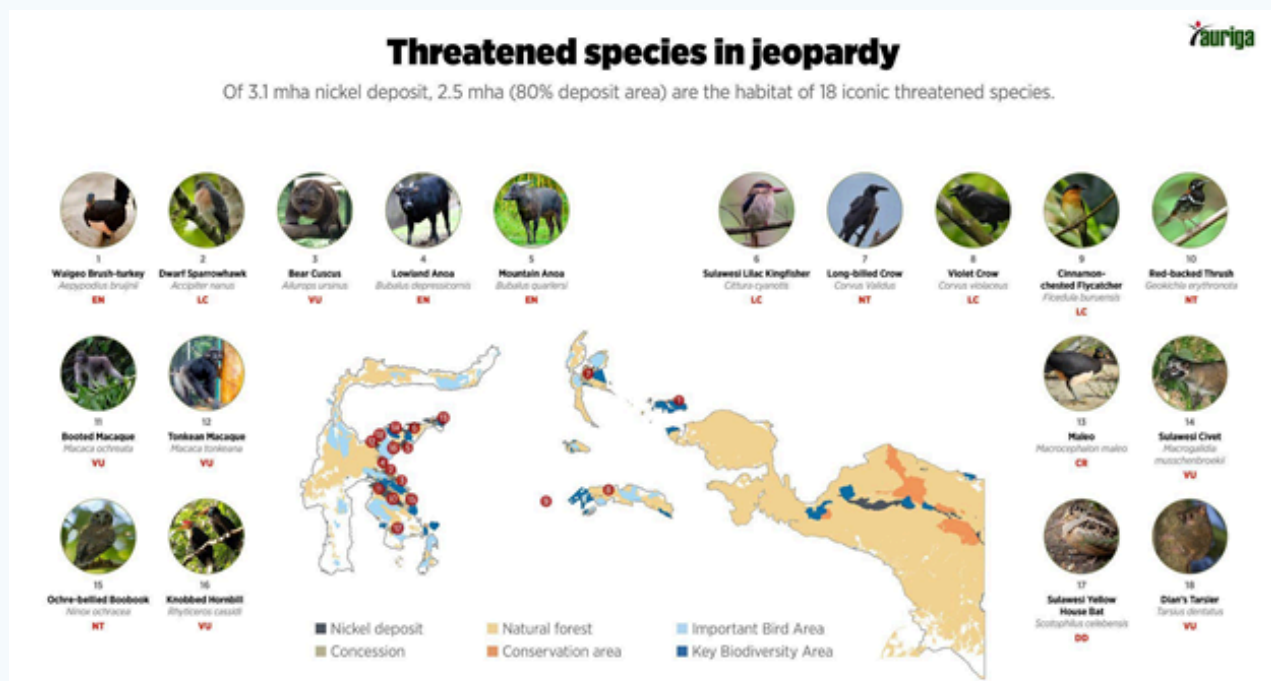 auriga
Threatened species in jeopardy
Of 3.1 mha nickel deposit, 2.5 mha (80% deposit area) are the habitat of 18 iconic threatened species.
1
Waigeo Brush-turkey
Aepypodius bruijnii
EN
2
Dwarf Sparrowhawk
Accipiter nanus
LC
3
Bear Cuscus
Ailurops ursinus
VU
4
Lowland Anoa
Bubalus depressicornis
EN
5
Mountain Anoa
Bubalus quarlersi
EN
6
Sulawesi Lilac Kingfisher
Cittura cyanotis
LC
7
Long-billed Crow
Corvus Validus
NT
8
Violet Crow
Corvus violaceus
LC
9
Cinnamon-
chested Flycatcher
Ficedula buruensis
LC
10
Red-backed Thrush
Geokichla erythronota
NT
11
Booted Macaque
Macaca ochreata
VU
12
Tonkean Macaque
Macaca tonkeana
VU
13
Maleo
Macrocephalon maleo
CR
14
Sulawesi Civet
Macrogalidia
musschenbroekii
VU
15
Ochre-bellied Boobook
Ninox ochracea
NT
16
Knobbed Hornbill
Rhyticeros cassidi
VU
17
Sulawesi Yellow
House Bat
Scotophilus celebensis
DD
18
Dian's Tarsier
Tarsius dentatus
VU
Nickel deposit
Natural forest
Important Bird Area
Concession
Conservation area
Key Biodiversity Area